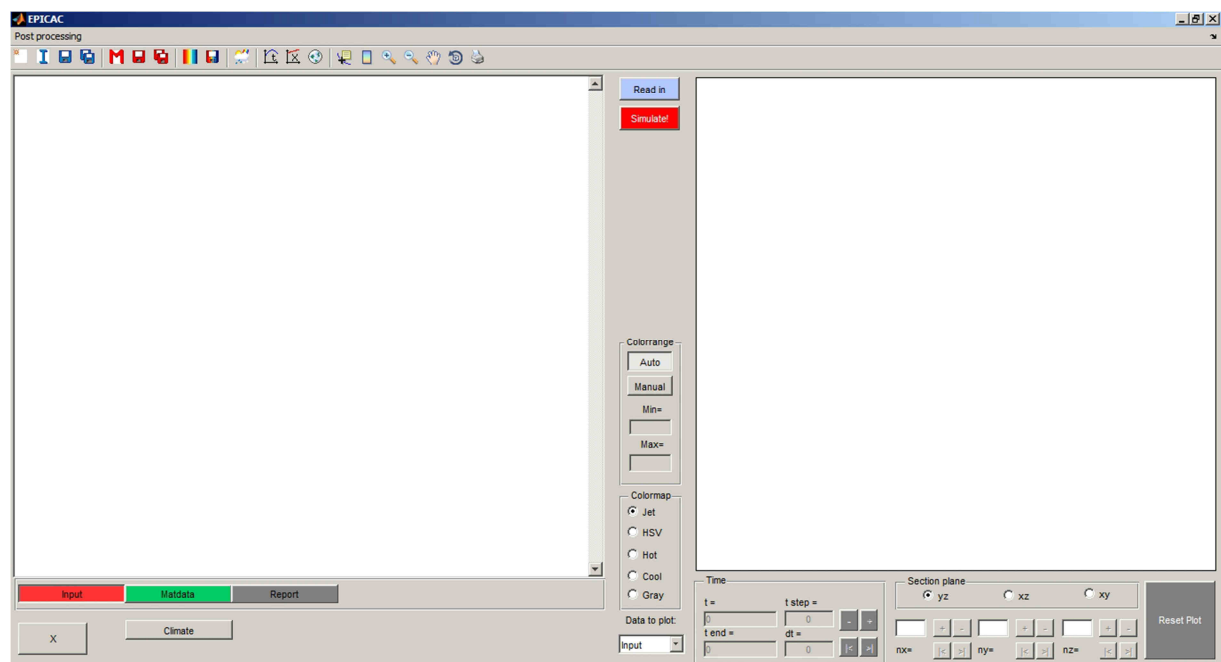 EPICAC
Post processing
Read in
Simulate!
Colorrange
Auto
Manual
Min=
Max=
Colormap
Jet
HSV
Hot
Cool
Gray
Data to plot:
Input
Input Matdata Report
X Climate
Time
t = t step =
0 0 - +
t end = dt =
0 0 |< >|
Section plane
yz xz xy
+ - + - + -
nx= |< >| ny= |< >| nz= |< >|
Reset Plot